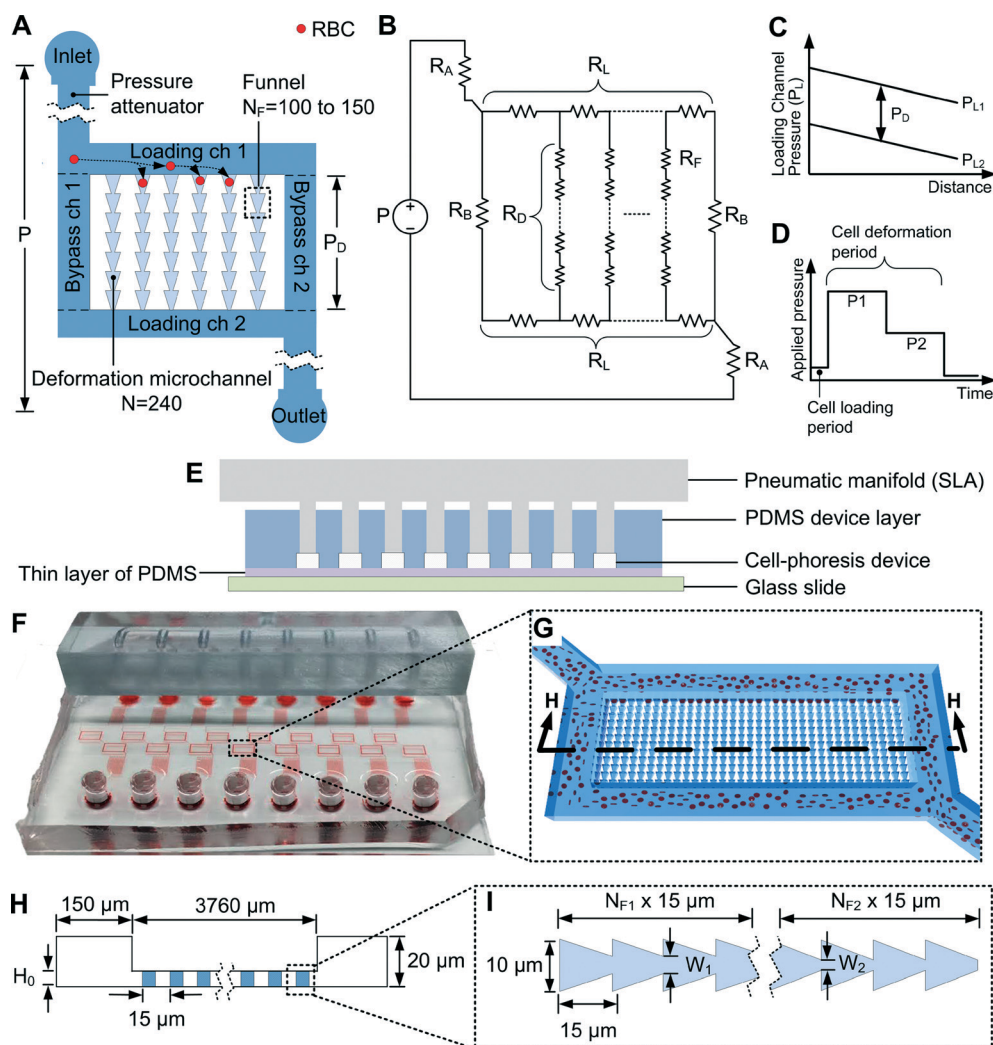 A
RBC
Inlet
Pressure
attenuator
Funnel
N_F=100 to 150
Loading ch 1
Bypass ch 1
Bypass ch 2
P
P_D
Loading ch 2
Deformation microchannel
N=240
Outlet
B
R_A
R_L
R_F
R_D
R_B
R_B
P
+
−
R_L
R_A
C
Loading Channel
Pressure (P_L)
P_L1
P_D
P_L2
Distance
D
Cell deformation
period
Applied pressure
P1
P2
Time
Cell loading
period
E
Pneumatic manifold (SLA)
PDMS device layer
Cell-phoresis device
Thin layer of PDMS
Glass slide
F
G
H
H
H
150 µm
3760 µm
H_0
20 µm
15 µm
I
N_F1 x 15 µm
N_F2 x 15 µm
10 µm
W_1
W_2
15 µm